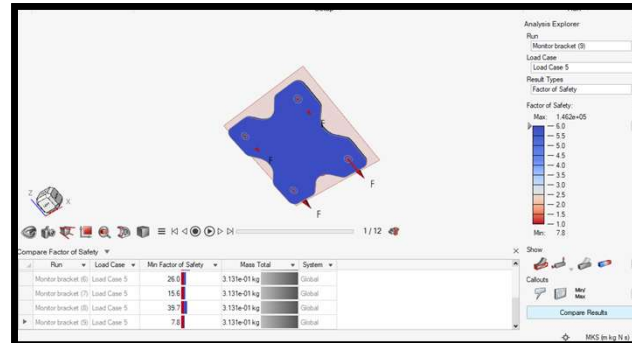 Analysis Explorer
Run
Monitor bracket (9)
Load Case
Load Case 5
Result Types
Factor of Safety
Factor of Safety:
Max: 1.462e+05
6.0
5.5
5.0
4.5
4.0
3.5
3.0
2.5
2.0
1.5
1.0
Min: 7.8
F
F
F
F
Z
X
1 / 12
Compare Factor of Safety
Run Load Case Min Factor of Safety Mass Total System
Monitor bracket (6) Load Case 5 26.0 3.131e-01 kg Global
Monitor bracket (7) Load Case 5 15.6 3.131e-01 kg Global
Monitor bracket (8) Load Case 5 39.7 3.131e-01 kg Global
Monitor bracket (9) Load Case 5 7.8 3.131e-01 kg Global
Show
Callouts
Min/
Max
Compare Results
MKS (m kg N s)